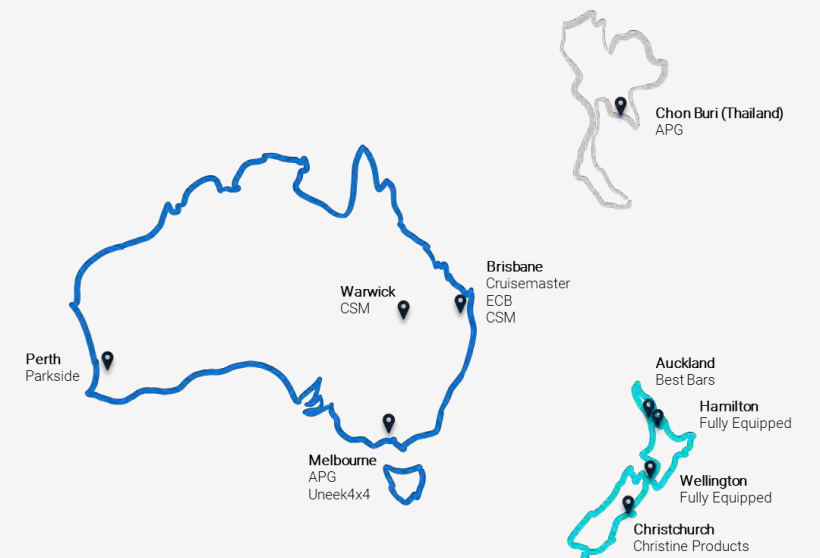 Chon Buri (Thailand)
APG
Brisbane
Cruisemaster
ECB
CSM
Warwick
CSM
Perth
Parkside
Auckland
Best Bars
Hamilton
Fully Equipped
Melbourne
APG
Uneek4x4
Wellington
Fully Equipped
Christchurch
Christine Products